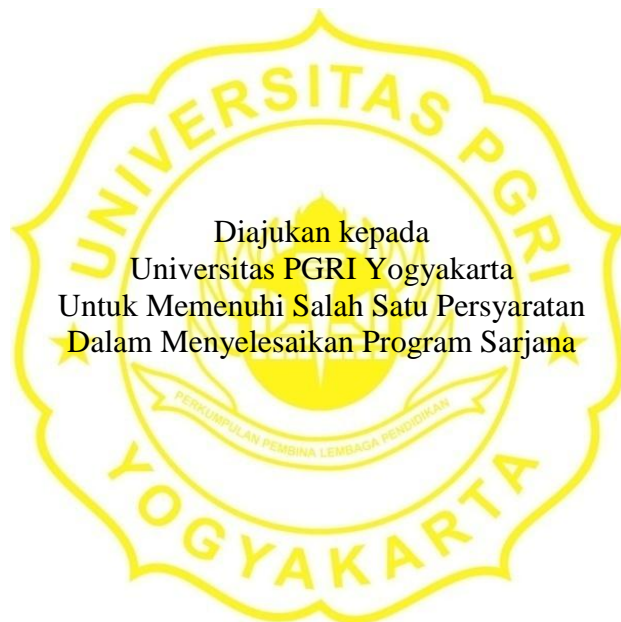 UNIVERSITAS PGRI
Diajukan kepada
Universitas PGRI Yogyakarta
Untuk Memenuhi Salah Satu Persyaratan
Dalam Menyelesaikan Program Sarjana
PERKUMPULAN PEMBINA LEMBAGA PENDIDIKAN
YOGYAKARTA